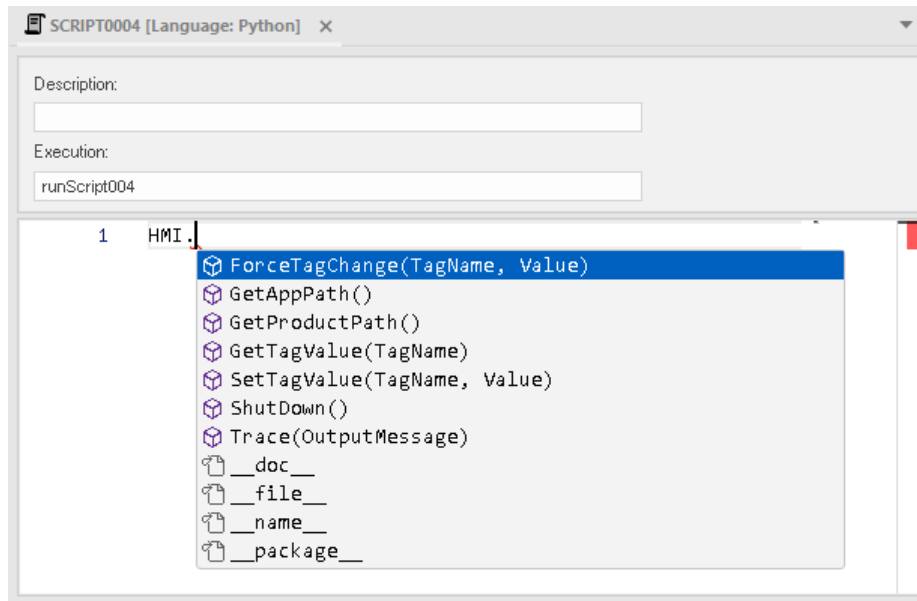 SCRIPT0004 [Language: Python]
Description:
Execution:
runScript004
1 HMI.
ForceTagChange(TagName, Value)
GetAppPath()
GetProductPath()
GetTagValue(TagName)
SetTagValue(TagName, Value)
ShutDown()
Trace(OutputMessage)
__doc__
__file__
__name__
__package__